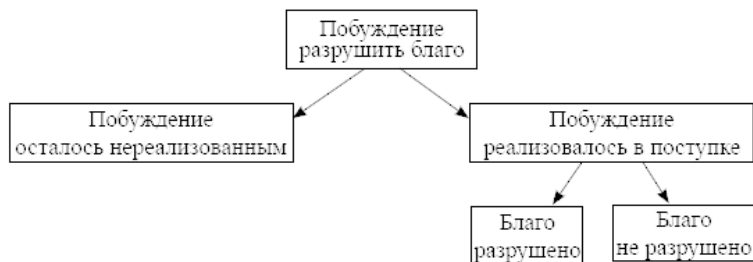 Побуждение
разрушить благо
Побуждение
осталось нереализованным
Побуждение
реализовалось в поступке
Благо
разрушено
Благо
не разрушено